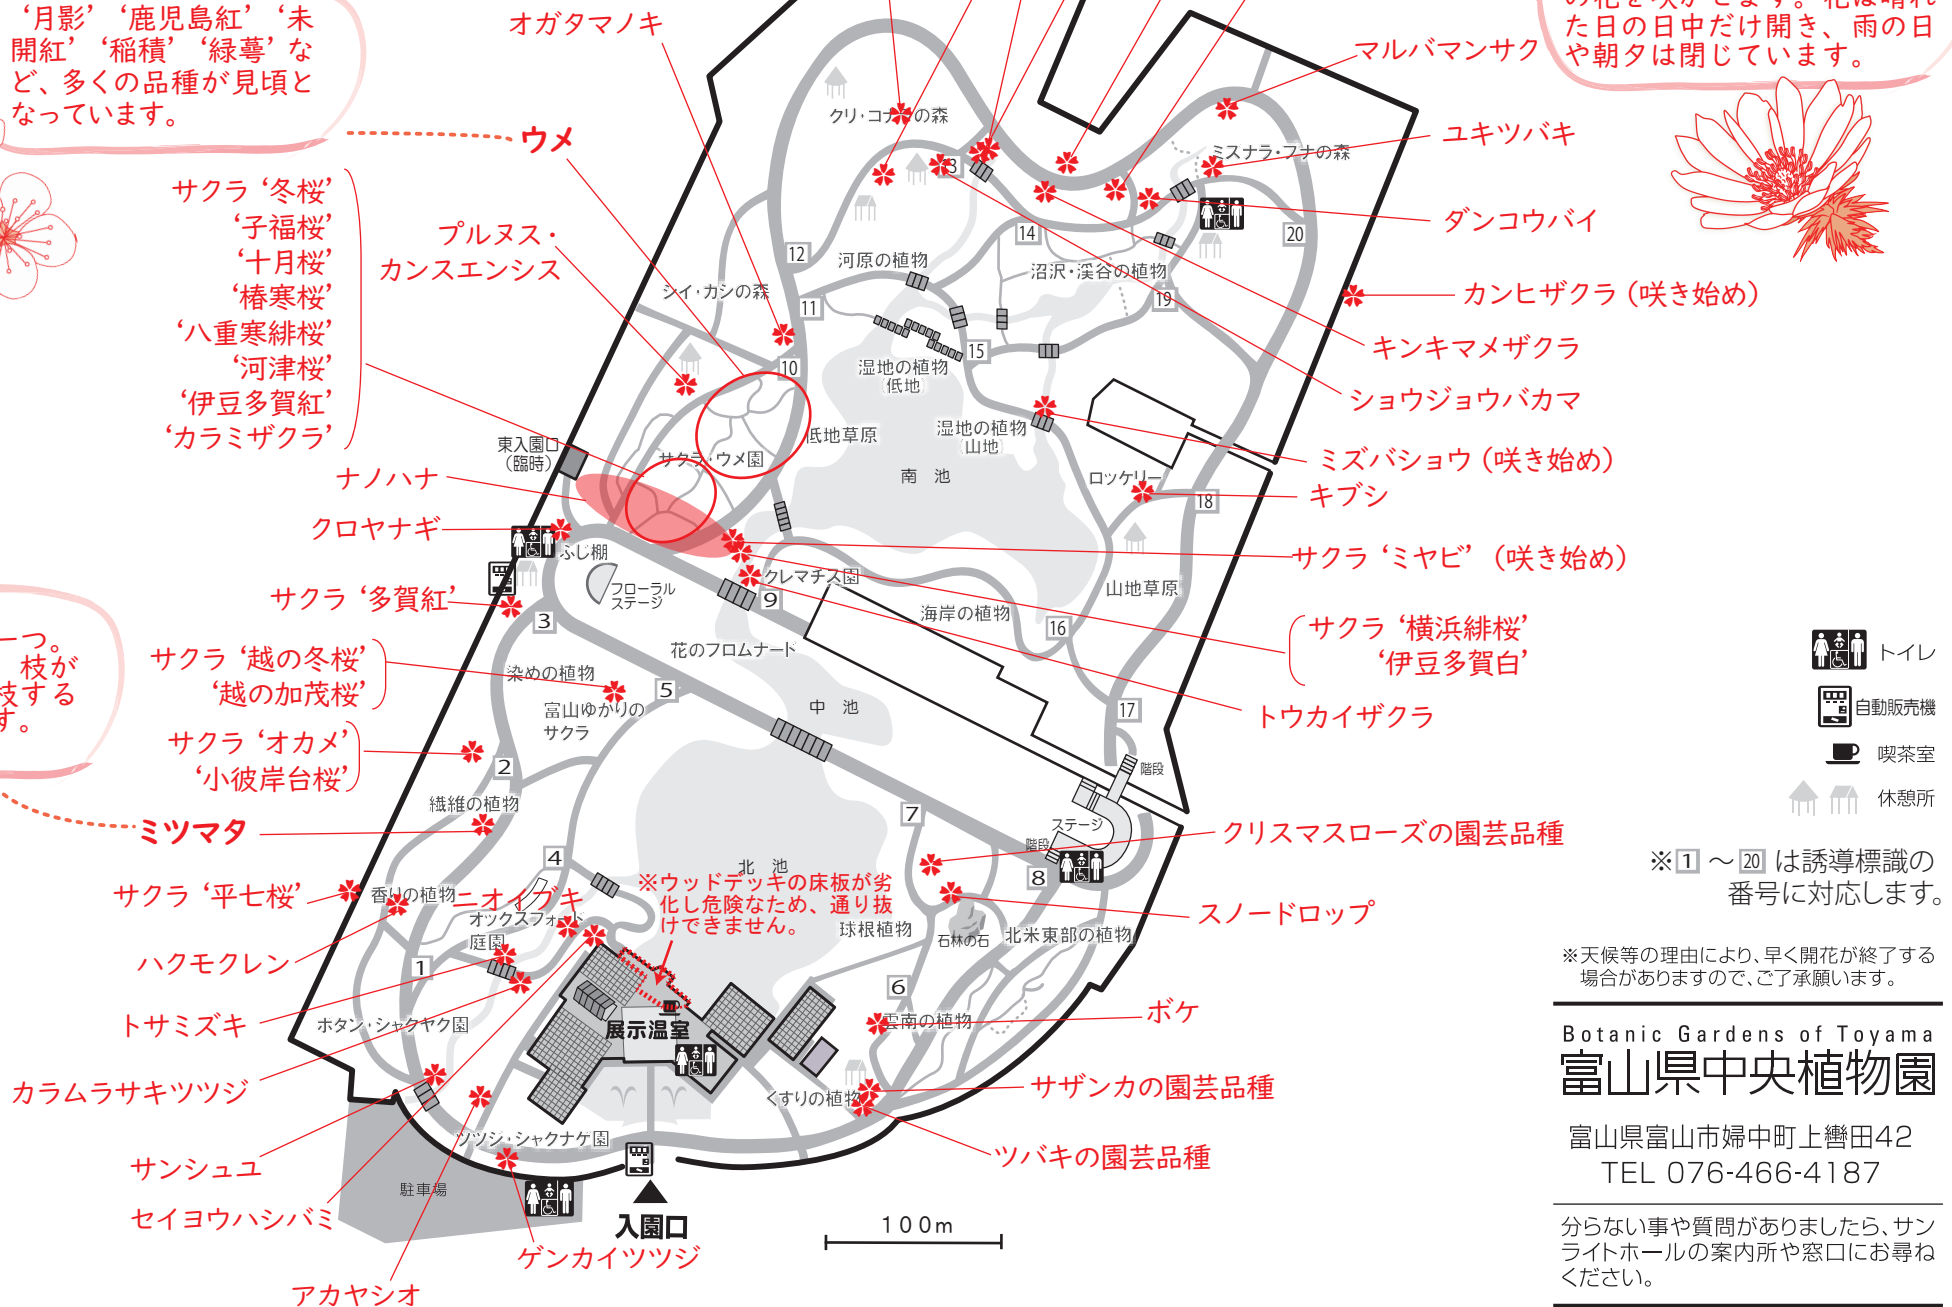 ‘月影’ ‘鹿児島紅’ ‘未
開紅’ ‘稲積’ ‘緑萼’ な
ど、多くの品種が見頃と
なっています。
た日の日中だけ開き、雨の日
や朝夕は閉じています。
オガタマノキ
マルバマンサク
ウメ
ユキツバキ
クリ・コナラの森
ミズナラ・ブナの森
サクラ ‘冬桜’
‘子福桜’
‘十月桜’
‘椿寒桜’
‘八重寒緋桜’
‘河津桜’
‘伊豆多賀紅’
‘カラミザクラ’
プルヌス・
カンスエンシス
ダンコウバイ
13
14
20
12
河原の植物
沼沢・渓谷の植物
シイ・カシの森
11
19
カンヒザクラ（咲き始め）
キンキマメザクラ
15
10
湿地の植物
（低地）
ショウジョウバカマ
低地草原
湿地の植物
（山地）
東入園口
（臨時）
サクラ・ウメ園
南 池
ロッケリー
ミズバショウ（咲き始め）
ナノハナ
キブシ
18
クロヤナギ
ふじ棚
サクラ ‘ミヤビ’（咲き始め）
クレマチス園
フローラル
ステージ
9
山地草原
サクラ ‘多賀紅’
3
海岸の植物
16
サクラ ‘横浜緋桜’
‘伊豆多賀白’
一つ。
枝が
枝する
す。
サクラ ‘越の冬桜’
‘越の加茂桜’
花のプロムナード
染めの植物
5
富山ゆかりの
サクラ
中 池
17
トウカイザクラ
トイレ
自動販売機
喫茶室
休憩所
サクラ ‘オカメ’
‘小彼岸台桜’
2
階段
繊維の植物
7
ステージ
クリスマスローズの園芸品種
ミツマタ
階段
4
北 池
8
※1～20は誘導標識の
番号に対応します。
サクラ ‘平七桜’
香りの植物
ニオイブキ
※ウッドデッキの床板が劣
化し危険なため、通り抜
けできません。
オックスフォード
庭園
球根植物
石林の石
北米東部の植物
スノードロップ
ハクモクレン
1
6
※天候等の理由により、早く開花が終了する
場合がありますので、ご了承願います。
トサミズキ
ボタン・シャクヤク園
展示温室
雲南の植物
ボケ
Botanic Gardens of Toyama
富山県中央植物園
カラムラサキツツジ
くすりの植物
サザンカの園芸品種
富山県富山市婦中町上轡田42
TEL 076-466-4187
ツツジ・シャクナゲ園
ツバキの園芸品種
サンシュユ
駐車場
セイヨウハシバミ
入園口
100m
分らない事や質問がありましたら、サン
ライトホールの案内所や窓口にお尋ね
ください。
ゲンカイツツジ
アカヤシオ